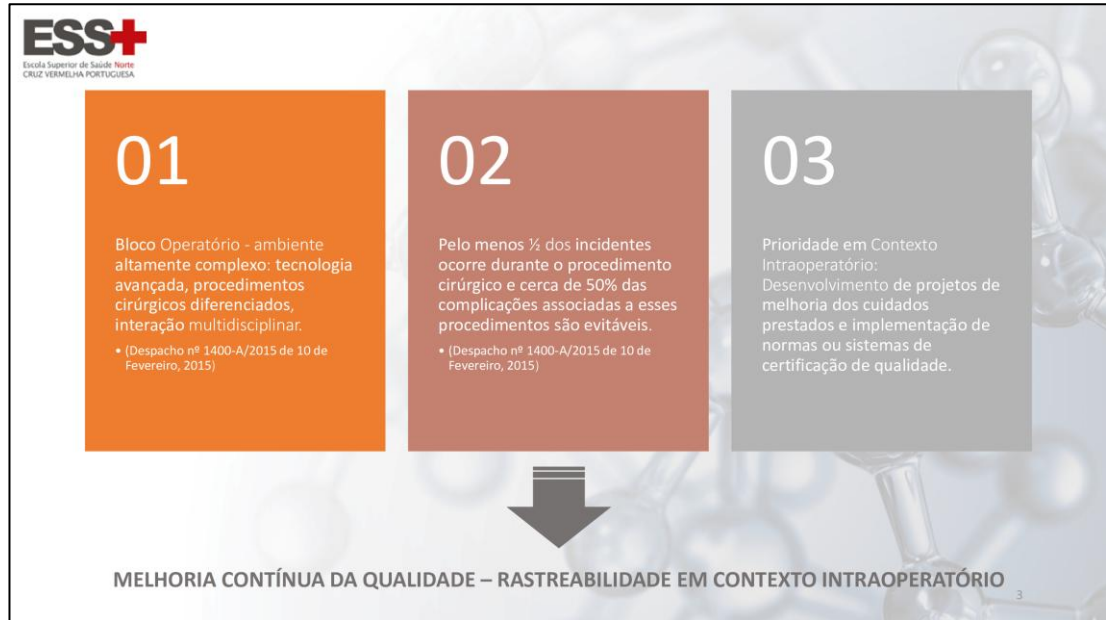 ESS+
Escola Superior de Saúde Norte
CRUZ VERMELHA PORTUGUESA
01
Bloco Operatório - ambiente
altamente complexo: tecnologia
avançada, procedimentos
cirúrgicos diferenciados,
interação multidisciplinar.
• (Despacho nº 1400-A/2015 de 10 de
Fevereiro, 2015)
02
Pelo menos ½ dos incidentes
ocorre durante o procedimento
cirúrgico e cerca de 50% das
complicações associadas a esses
procedimentos são evitáveis.
• (Despacho nº 1400-A/2015 de 10 de
Fevereiro, 2015)
03
Prioridade em Contexto
Intraoperatório:
Desenvolvimento de projetos de
melhoria dos cuidados
prestados e implementação de
normas ou sistemas de
certificação de qualidade.
MELHORIA CONTÍNUA DA QUALIDADE – RASTREABILIDADE EM CONTEXTO INTRAOPERATÓRIO
3